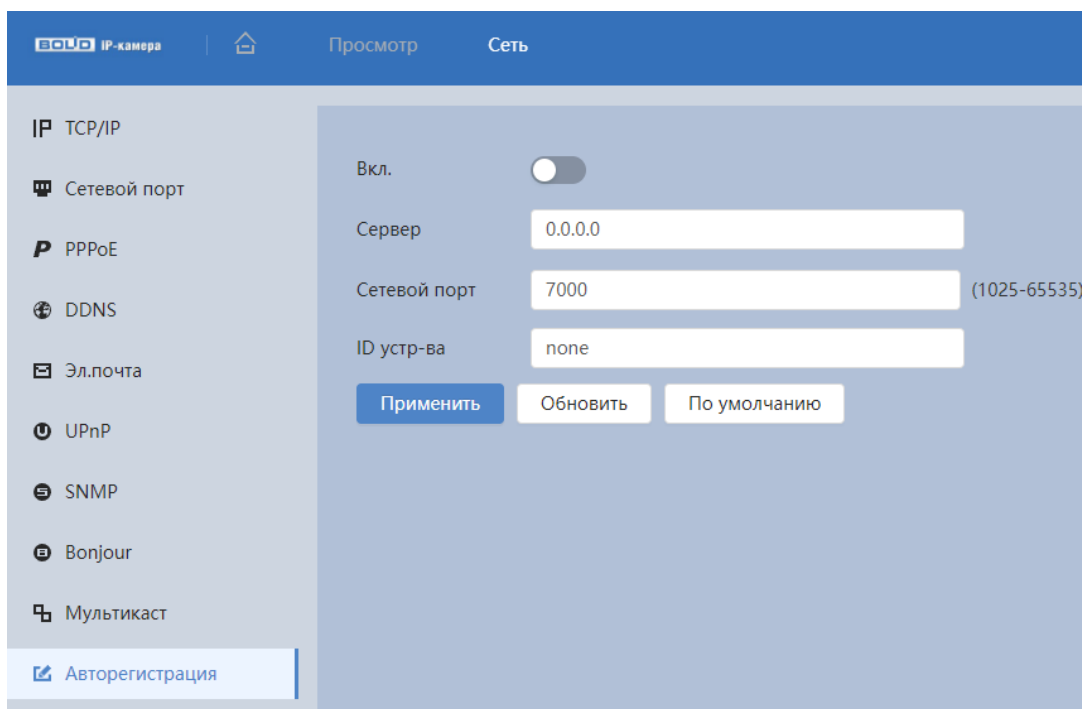 BOLID IP-камера
Просмотр Сеть
TCP/IP
Сетевой порт
PPPoE
DDNS
Эл.почта
UPnP
SNMP
Bonjour
Мультикаст
Авторегистрация
Вкл.
Сервер 0.0.0.0
Сетевой порт 7000 (1025-65535)
ID устр-ва none
Применить Обновить По умолчанию